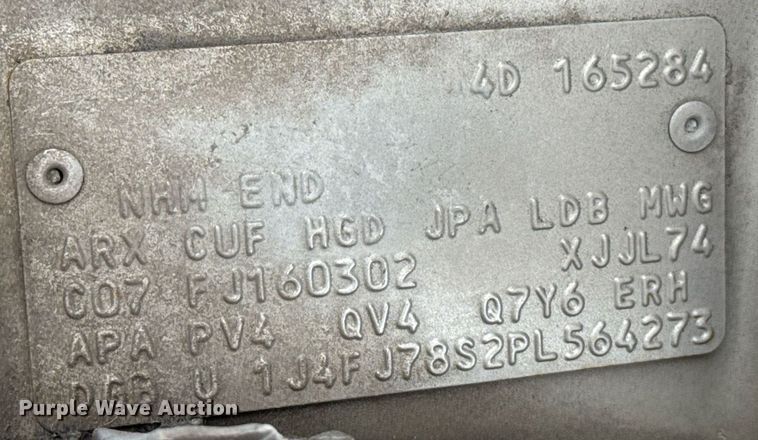 4D 165284
NHM END
ARX CUF HGD JPA LDB MWG
C07 FJ160302 XJJL74
APA PV4 QV4 Q7Y6 ERH
U 1J4FJ78S2PL564273
Purple Wave Auction